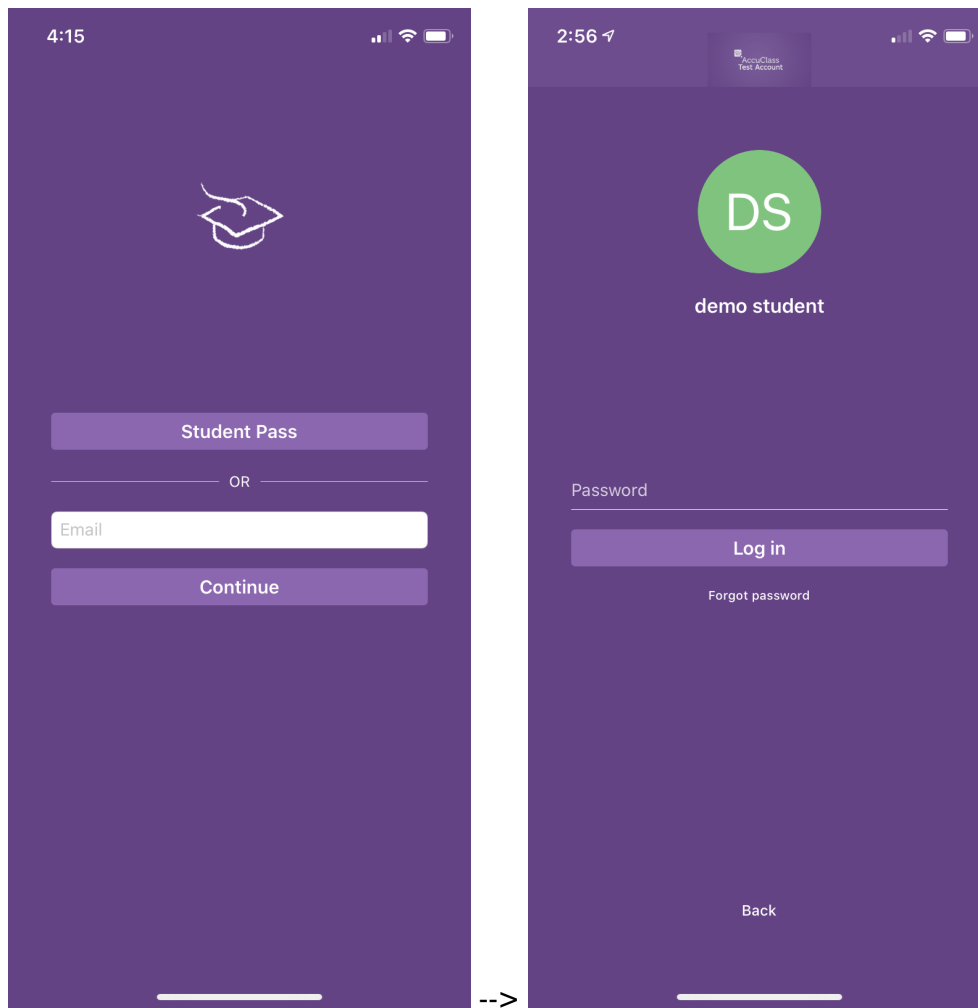 4:15
Student Pass
OR
Email
Continue
-->
2:56
AccuClass
Test Account
DS
demo student
Password
Log in
Forgot password
Back